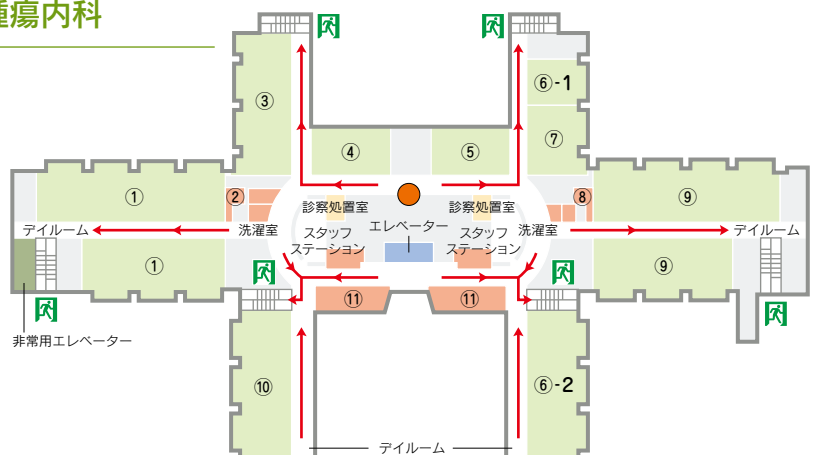 腫瘍内科
③
④
⑤
⑥-1
⑦
①
②
⑧
⑨
診察処置室
診察処置室
デイルーム
洗濯室
スタッフ
ステーション
エレベーター
スタッフ
ステーション
洗濯室
デイルーム
①
⑨
⑪
⑪
非常用エレベーター
⑩
⑥-2
デイルーム